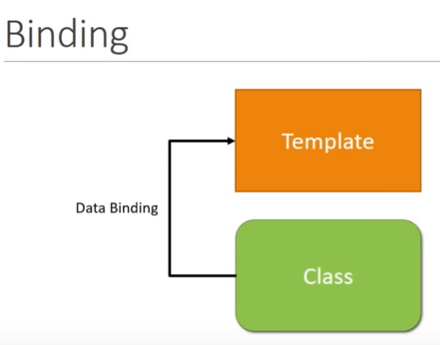 Binding
Template
Data Binding
Class